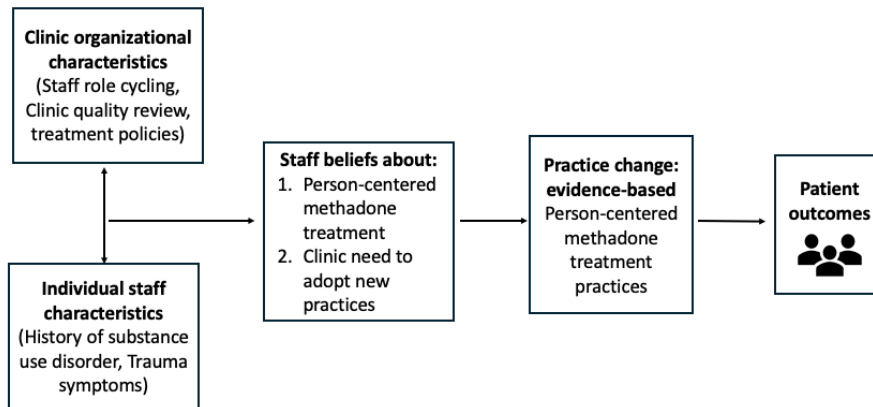 Clinic organizational
characteristics
(Staff role cycling,
Clinic quality review,
treatment policies)
Individual staff
characteristics
(History of substance
use disorder, Trauma
symptoms)
Staff beliefs about:
1. Person-centered
methadone
treatment
2. Clinic need to
adopt new
practices
Practice change:
evidence-based
Person-centered
methadone
treatment
practices
Patient
outcomes